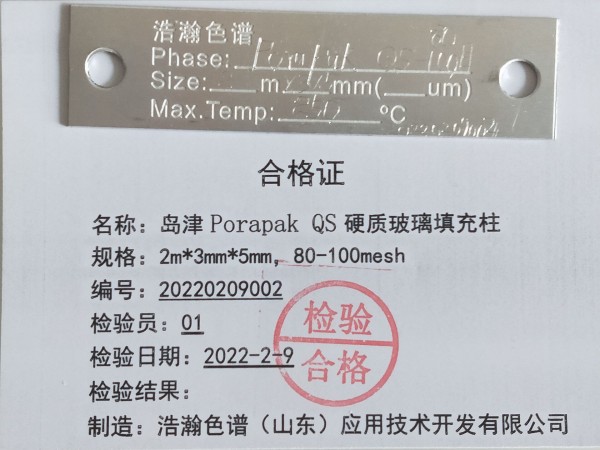 浩瀚色谱
Phase: Porapak QS
Size: m mm( um)
Max.Temp: 250 ℃
合格证
名称：岛津 Porapak QS 硬质玻璃填充柱
规格：2m*3mm*5mm，80-100mesh
编号：20220209002
检验
检验员：01
检验日期：2022-2-9
合格
检验结果：
制造：浩瀚色谱（山东）应用技术开发有限公司